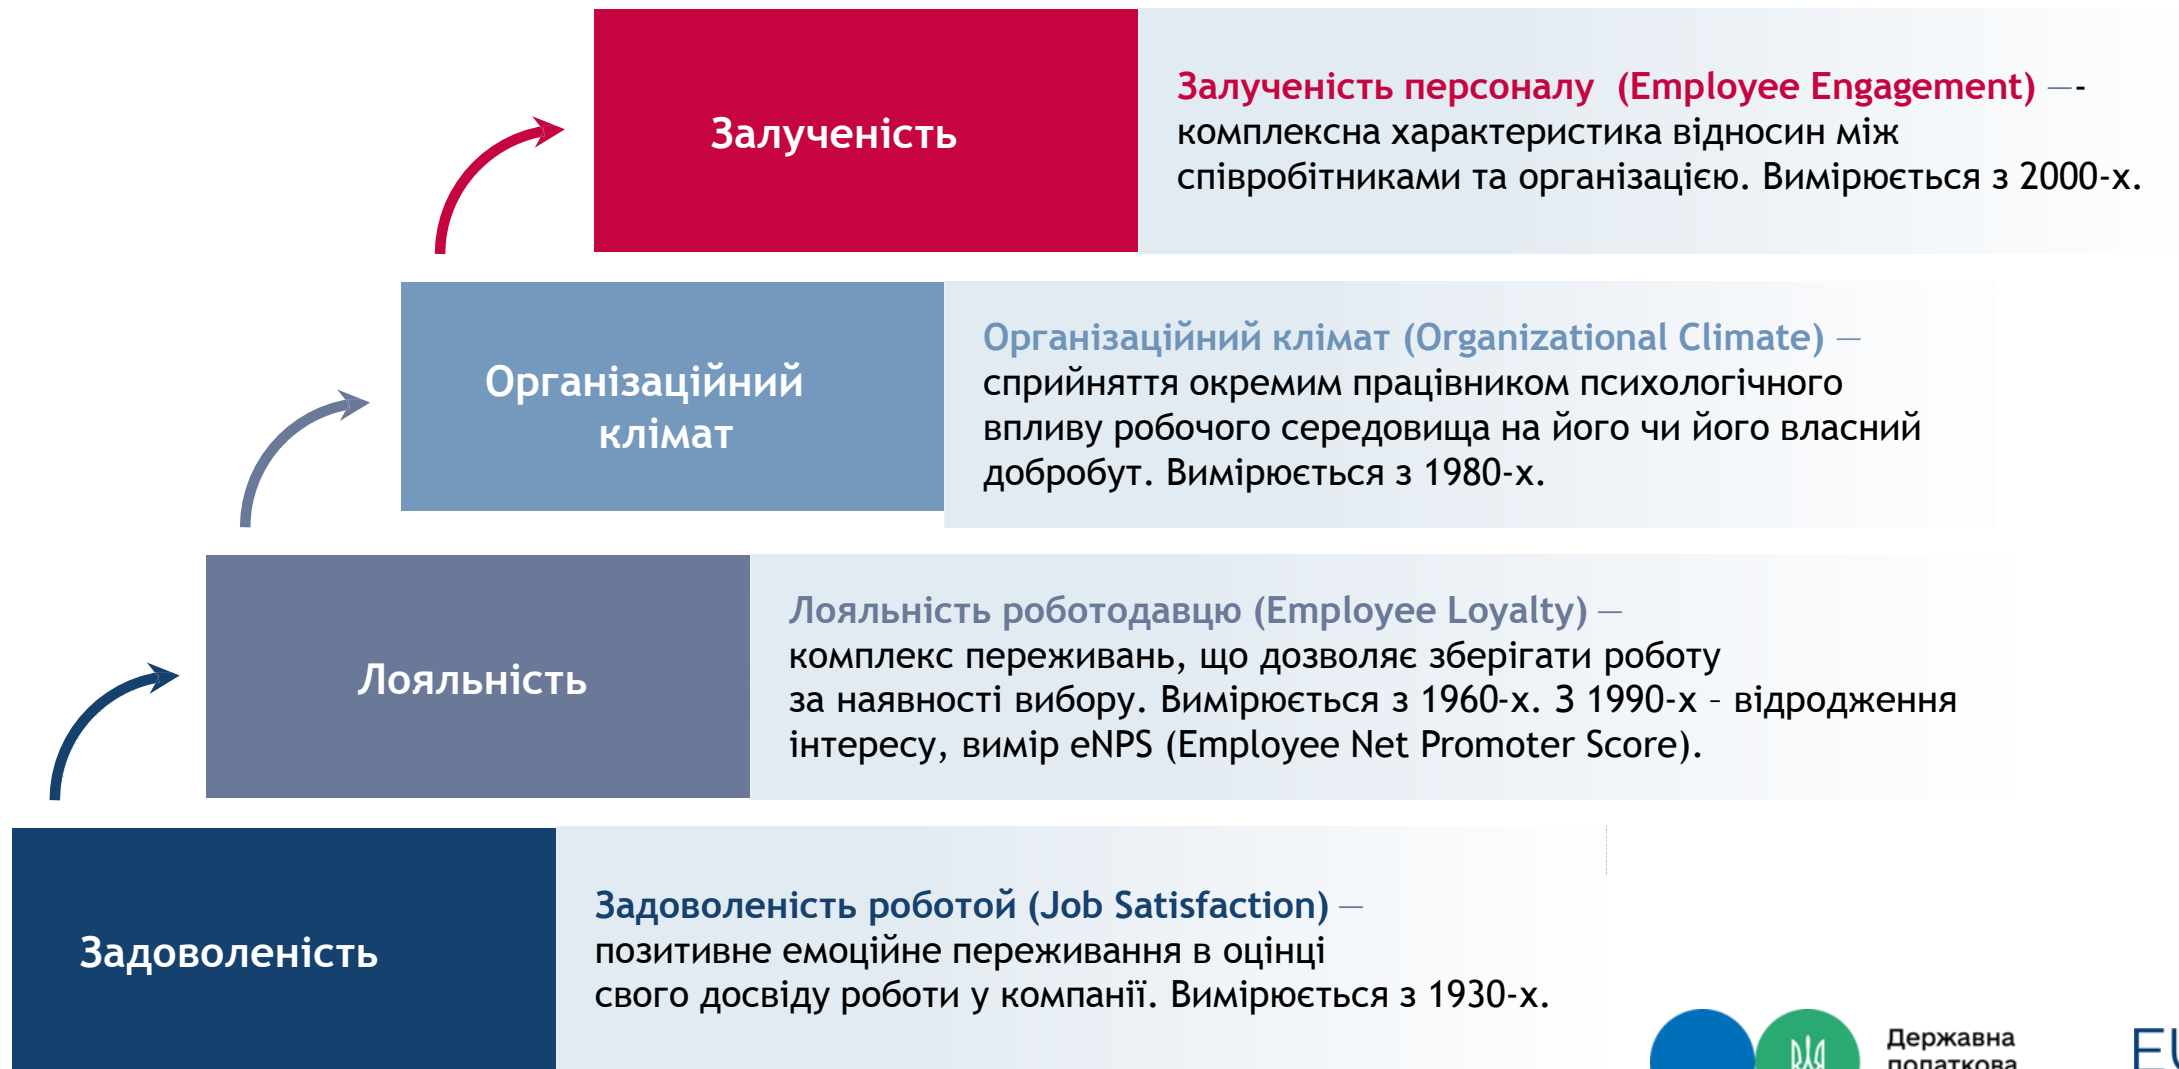 Залученість
Залученість персоналу (Employee Engagement) —-
комплексна характеристика відносин між
співробітниками та організацією. Вимірюється з 2000-х.
Організаційний
клімат
Організаційний клімат (Organizational Climate) —
сприйняття окремим працівником психологічного
впливу робочого середовища на його чи його власний
добробут. Вимірюється з 1980-х.
Лояльність
Лояльність роботодавцю (Employee Loyalty) —
комплекс переживань, що дозволяє зберігати роботу
за наявності вибору. Вимірюється з 1960-х. З 1990-х – відродження
інтересу, вимір eNPS (Employee Net Promoter Score).
Задоволеність
Задоволеність роботой (Job Satisfaction) —
позитивне емоційне переживання в оцінці
свого досвіду роботи у компанії. Вимірюється з 1930-х.
Державна
податкова
EU